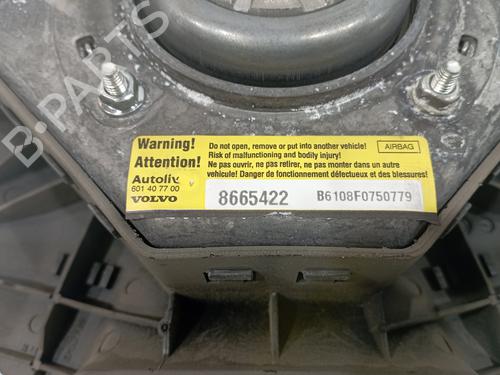 B-PARTS
Warning!
Attention!
Do not open, remove or put into another vehicle!
Risk of malfunctioning and bodily injury!
Ne pas ouvrir, ne pas retirer, ne pas monter dans un autre
vehicule! Danger de fonctionnement défectueux et des blessures!
AIRBAG
Autoliv
601 40 77 00
VOLVO
8665422
B6108F0750779